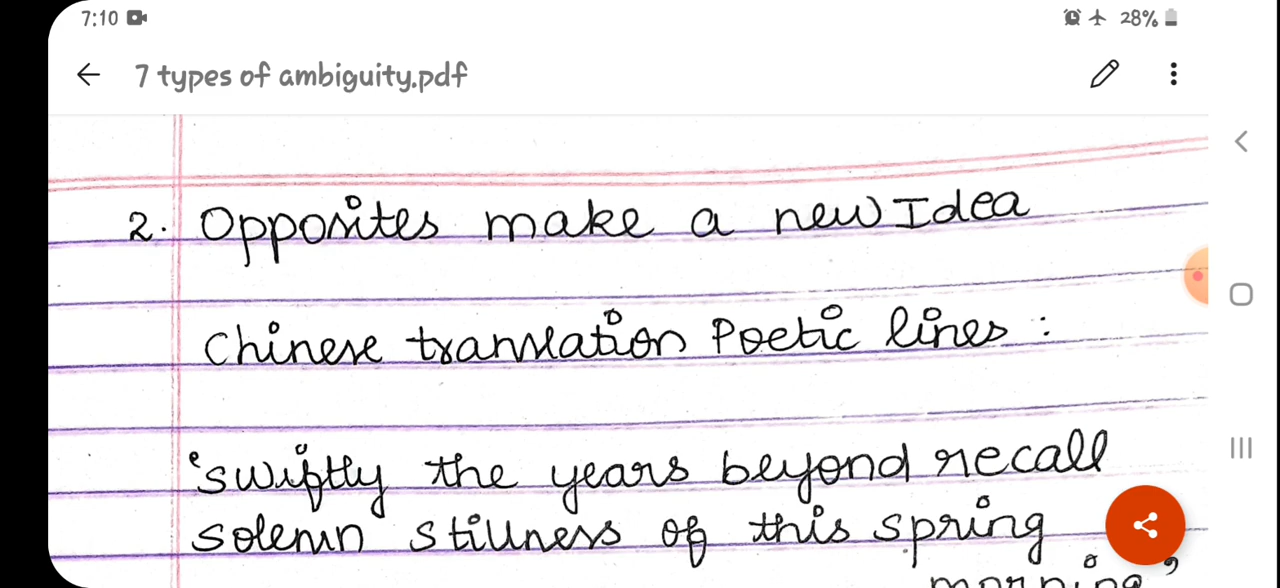 7:10 28%
7 types of ambiguity.pdf
2. Opposites make a new Idea
Chinese translation Poetic lines :
'swiftly the years beyond recall
solemn stillness of this spring
morning'